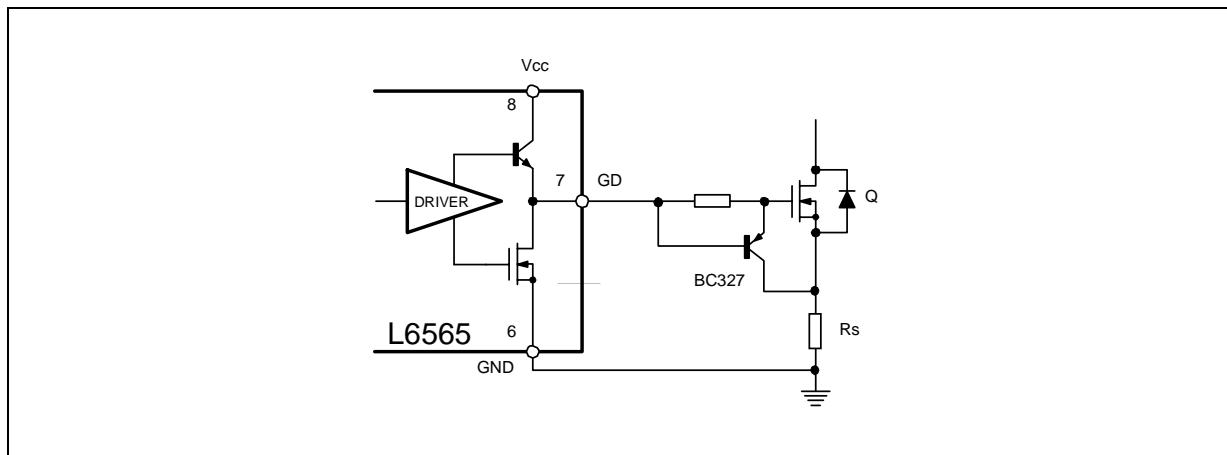 Vcc
8
7
GD
DRIVER
Q
BC327
L6565
6
Rs
GND